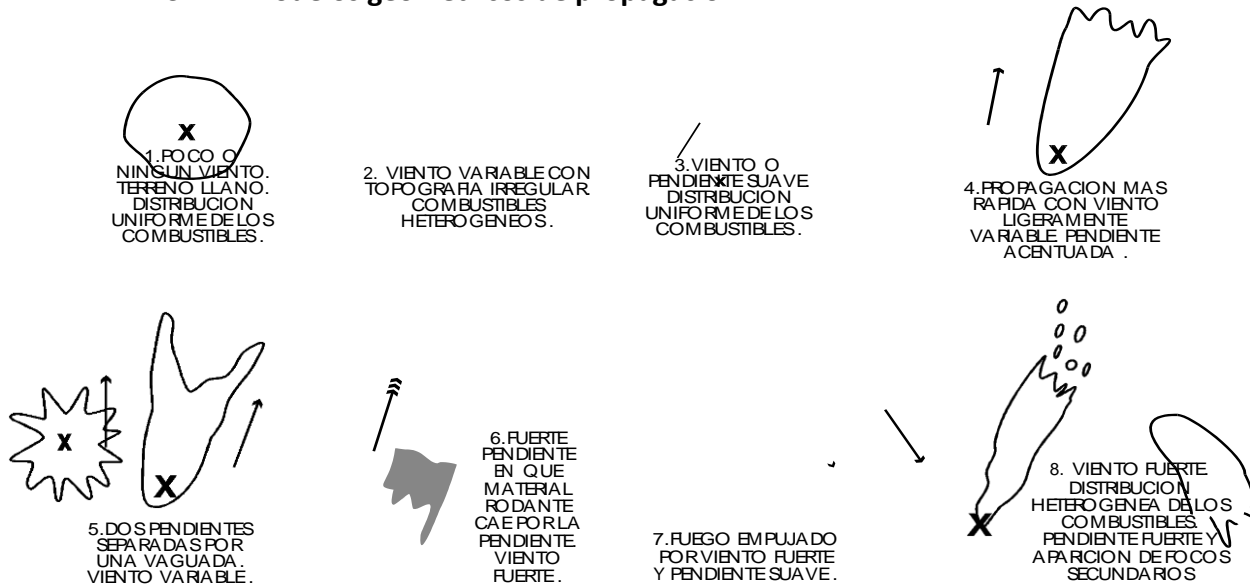 1.POCO O
NINGUN VIENTO.
TERRENO LLANO.
DISTRIBUCION
UNIFORME DE LOS
COMBUSTIBLES.
2. VIENTO VARIABLE CON
TOPOGRAFIA IRREGULAR.
COMBUSTIBLES
HETEROGENEOS.
3.VIENTO O
PENDIENTE SUAVE
DISTRIBUCION
UNIFORME DE LOS
COMBUSTIBLES.
4.PROPAGACION MAS
RAPIDA CON VIENTO
LIGERAMENTE
VARIABLE PENDIENTE
ACENTUADA .
5.DOS PENDIENTES
SEPARADAS POR
UNA VAGUADA.
VIENTO VARIABLE.
6.FUERTE
PENDIENTE
EN QUE
MATERIAL
RODANTE
CAE POR LA
PENDIENTE.
VIENTO
FUERTE.
7.FUEGO EMPUJADO
POR VIENTO FUERTE
Y PENDIENTE SUAVE.
8. VIENTO FUERTE.
DISTRIBUCION
HETEROGENEA DE LOS
COMBUSTIBLES.
PENDIENTE FUERTE Y
APARICION DE FOCOS
SECUNDARIOS